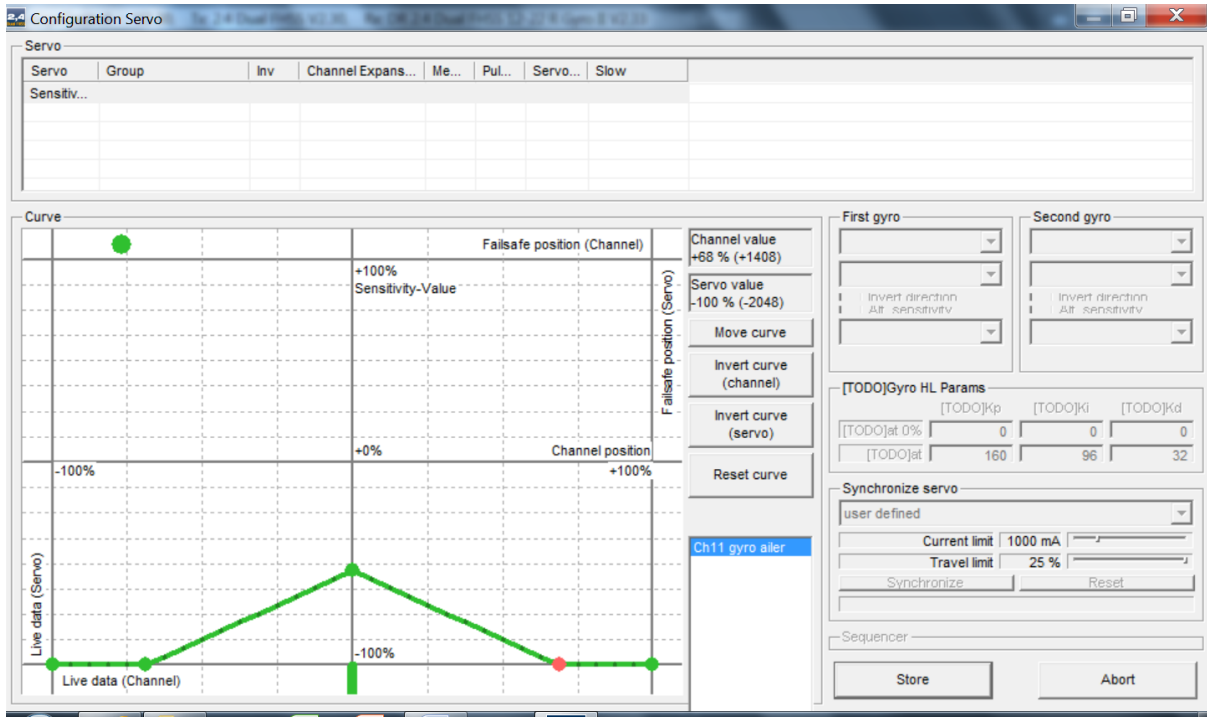 Configuration Servo
Servo
Servo Group Inv Channel Expans... Me... Pul... Servo... Slow
Sensitiv...
Curve
Failsafe position (Channel)
+100%
Sensitivity-Value
Failsafe position (Servo)
+0%
Channel position
-100%
+100%
Live data (Servo)
-100%
Live data (Channel)
Channel value
+68 % (+1408)
Servo value
-100 % (-2048)
Move curve
Invert curve
(channel)
Invert curve
(servo)
Reset curve
Ch11 gyro ailer
First gyro
Invert direction
Alt. sensitivity
Second gyro
Invert direction
Alt. sensitivity
[TODO]Gyro HL Params
[TODO]Kp [TODO]Ki [TODO]Kd
[TODO]at 0% 0 0 0
[TODO]at 160 96 32
Synchronize servo
user defined
Current limit 1000 mA
Travel limit 25 %
Synchronize Reset
Sequencer
Store Abort